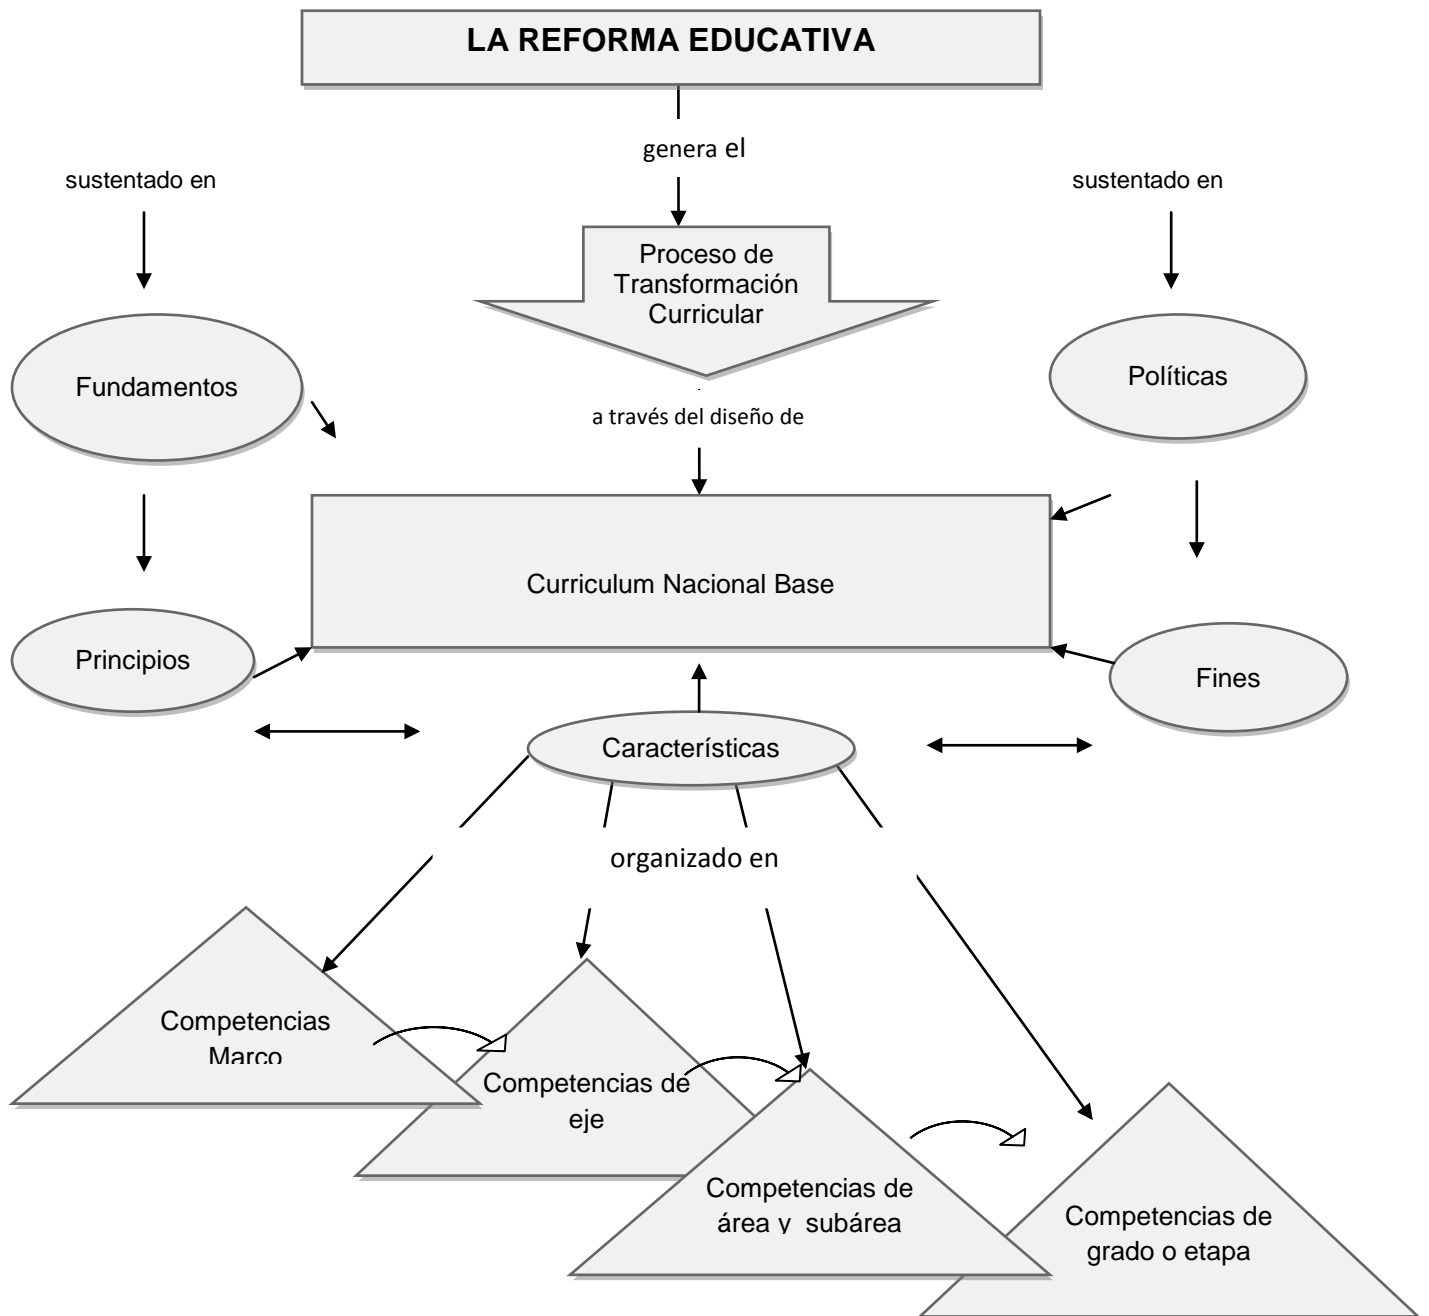 LA REFORMA EDUCATIVA
genera el
sustentado en
sustentado en
Proceso de
Transformación
Curricular
Fundamentos
Políticas
a través del diseño de
Curriculum Nacional Base
Principios
Fines
Características
organizado en
Competencias
Marco
Competencias de
eje
Competencias de
área y subárea
Competencias de
grado o etapa